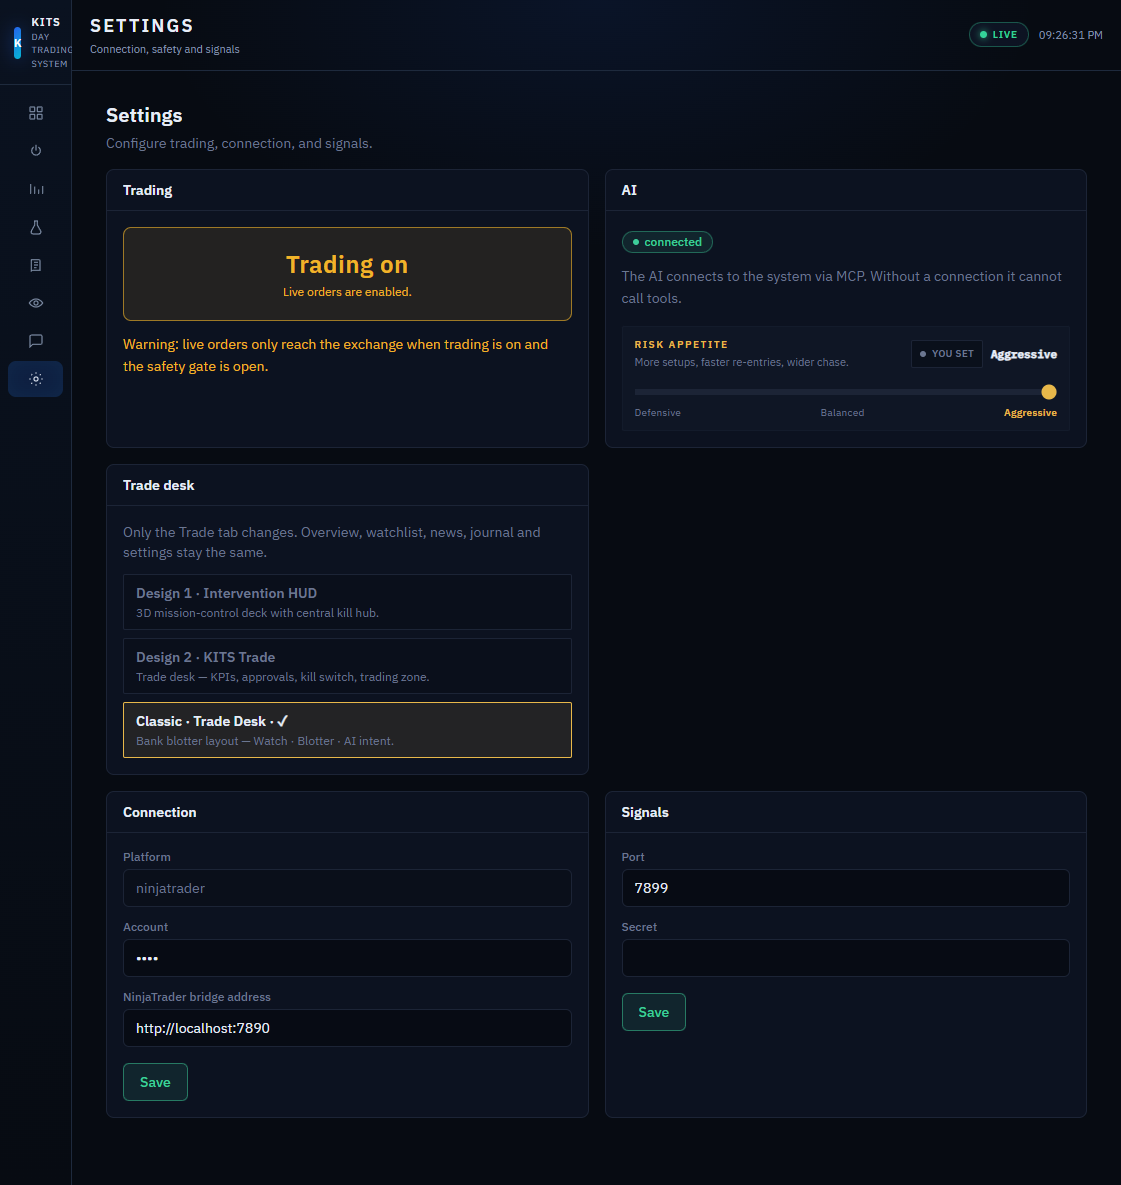 K
KITS
DAY
TRADING
SYSTEM
SETTINGS
Connection, safety and signals
LIVE
09:26:31 PM
Settings
Configure trading, connection, and signals.
Trading
Trading on
Live orders are enabled.
Warning: live orders only reach the exchange when trading is on and
the safety gate is open.
AI
connected
The AI connects to the system via MCP. Without a connection it cannot
call tools.
RISK APPETITE
More setups, faster re-entries, wider chase.
YOU SET
Aggressive
Defensive
Balanced
Aggressive
Trade desk
Only the Trade tab changes. Overview, watchlist, news, journal and
settings stay the same.
Design 1 · Intervention HUD
3D mission-control deck with central kill hub.
Design 2 · KITS Trade
Trade desk — KPIs, approvals, kill switch, trading zone.
Classic · Trade Desk · ✓
Bank blotter layout — Watch · Blotter · AI intent.
Connection
Platform
ninjatrader
Account
••••
NinjaTrader bridge address
http://localhost:7890
Save
Signals
Port
7899
Secret
Save